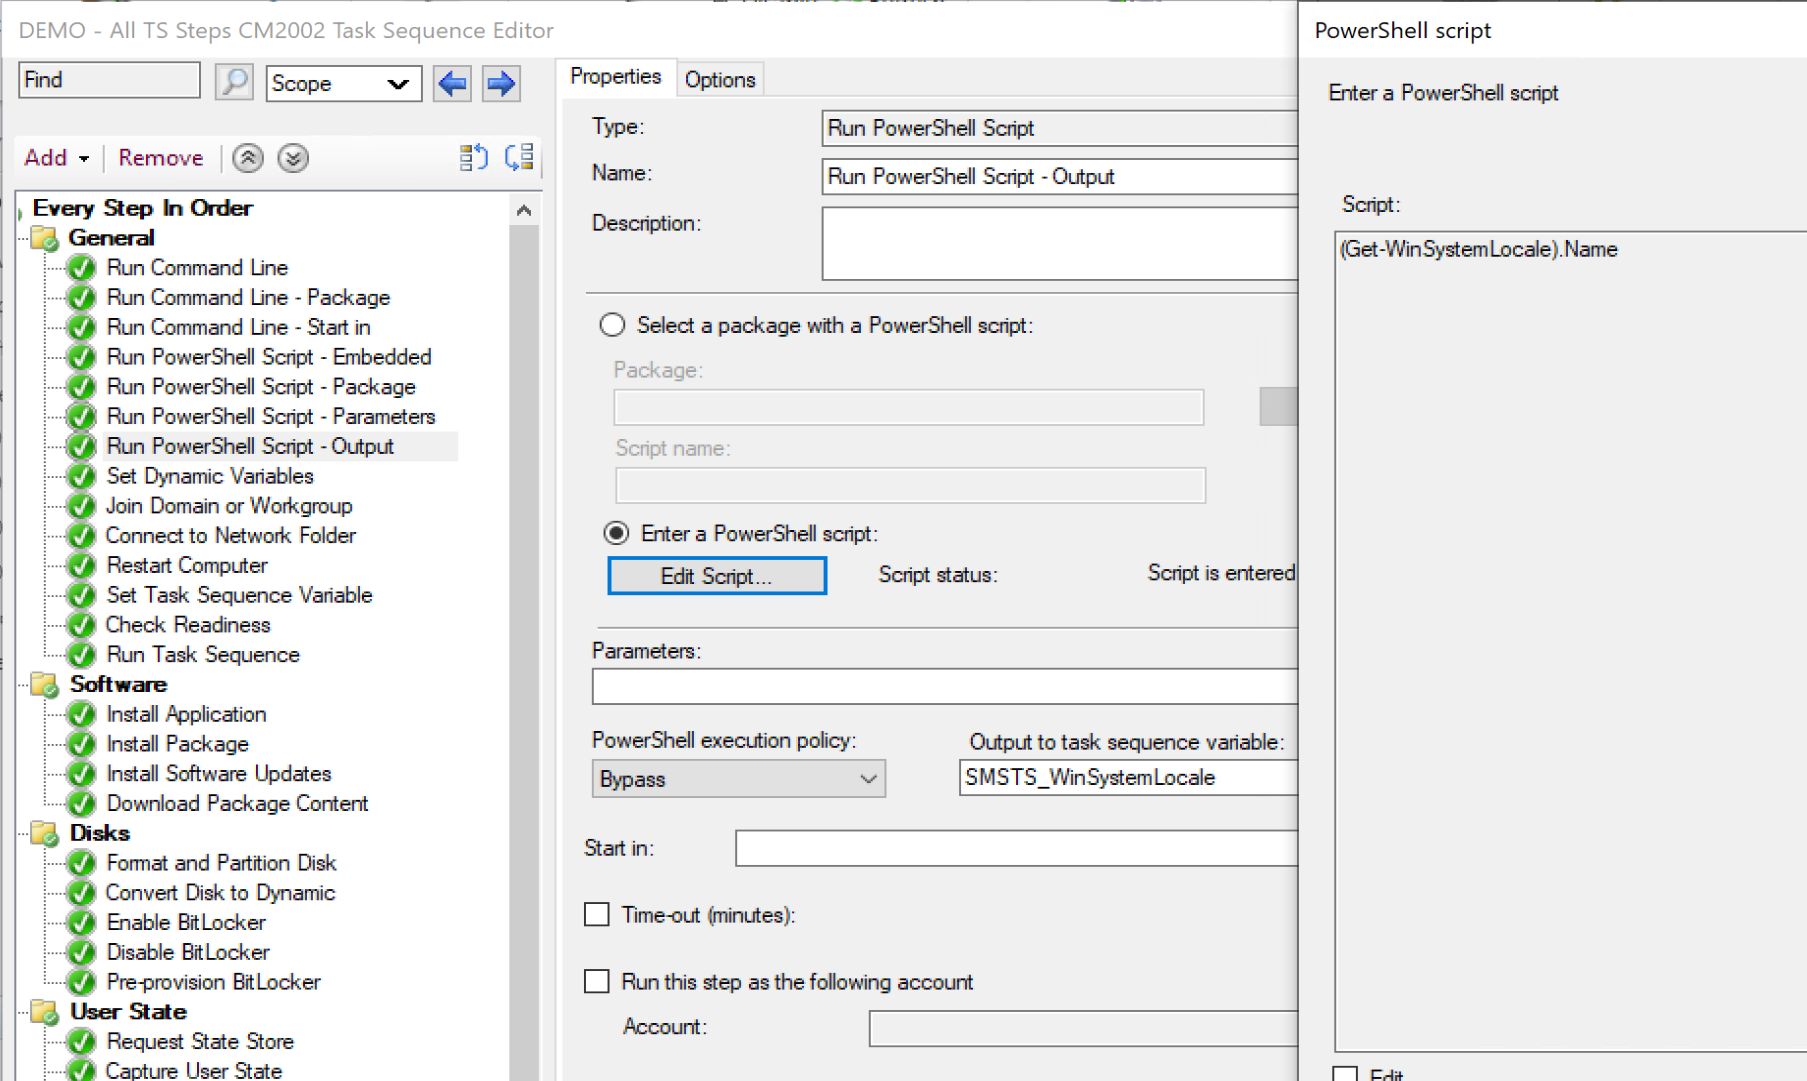 DEMO - All TS Steps CM2002 Task Sequence Editor
Find
Scope
Add
Remove
Every Step In Order
General
Run Command Line
Run Command Line - Package
Run Command Line - Start in
Run PowerShell Script - Embedded
Run PowerShell Script - Package
Run PowerShell Script - Parameters
Run PowerShell Script - Output
Set Dynamic Variables
Join Domain or Workgroup
Connect to Network Folder
Restart Computer
Set Task Sequence Variable
Check Readiness
Run Task Sequence
Software
Install Application
Install Package
Install Software Updates
Download Package Content
Disks
Format and Partition Disk
Convert Disk to Dynamic
Enable BitLocker
Disable BitLocker
Pre-provision BitLocker
User State
Request State Store
Capture User State
Properties
Options
Type:
Run PowerShell Script
Name:
Run PowerShell Script - Output
Description:
Select a package with a PowerShell script:
Package:
Script name:
Enter a PowerShell script:
Edit Script...
Script status:
Script is entered
Parameters:
PowerShell execution policy:
Output to task sequence variable:
Bypass
SMSTS_WinSystemLocale
Start in:
Time-out (minutes):
Run this step as the following account
Account:
PowerShell script
Enter a PowerShell script
Script:
(Get-WinSystemLocale).Name
Edit